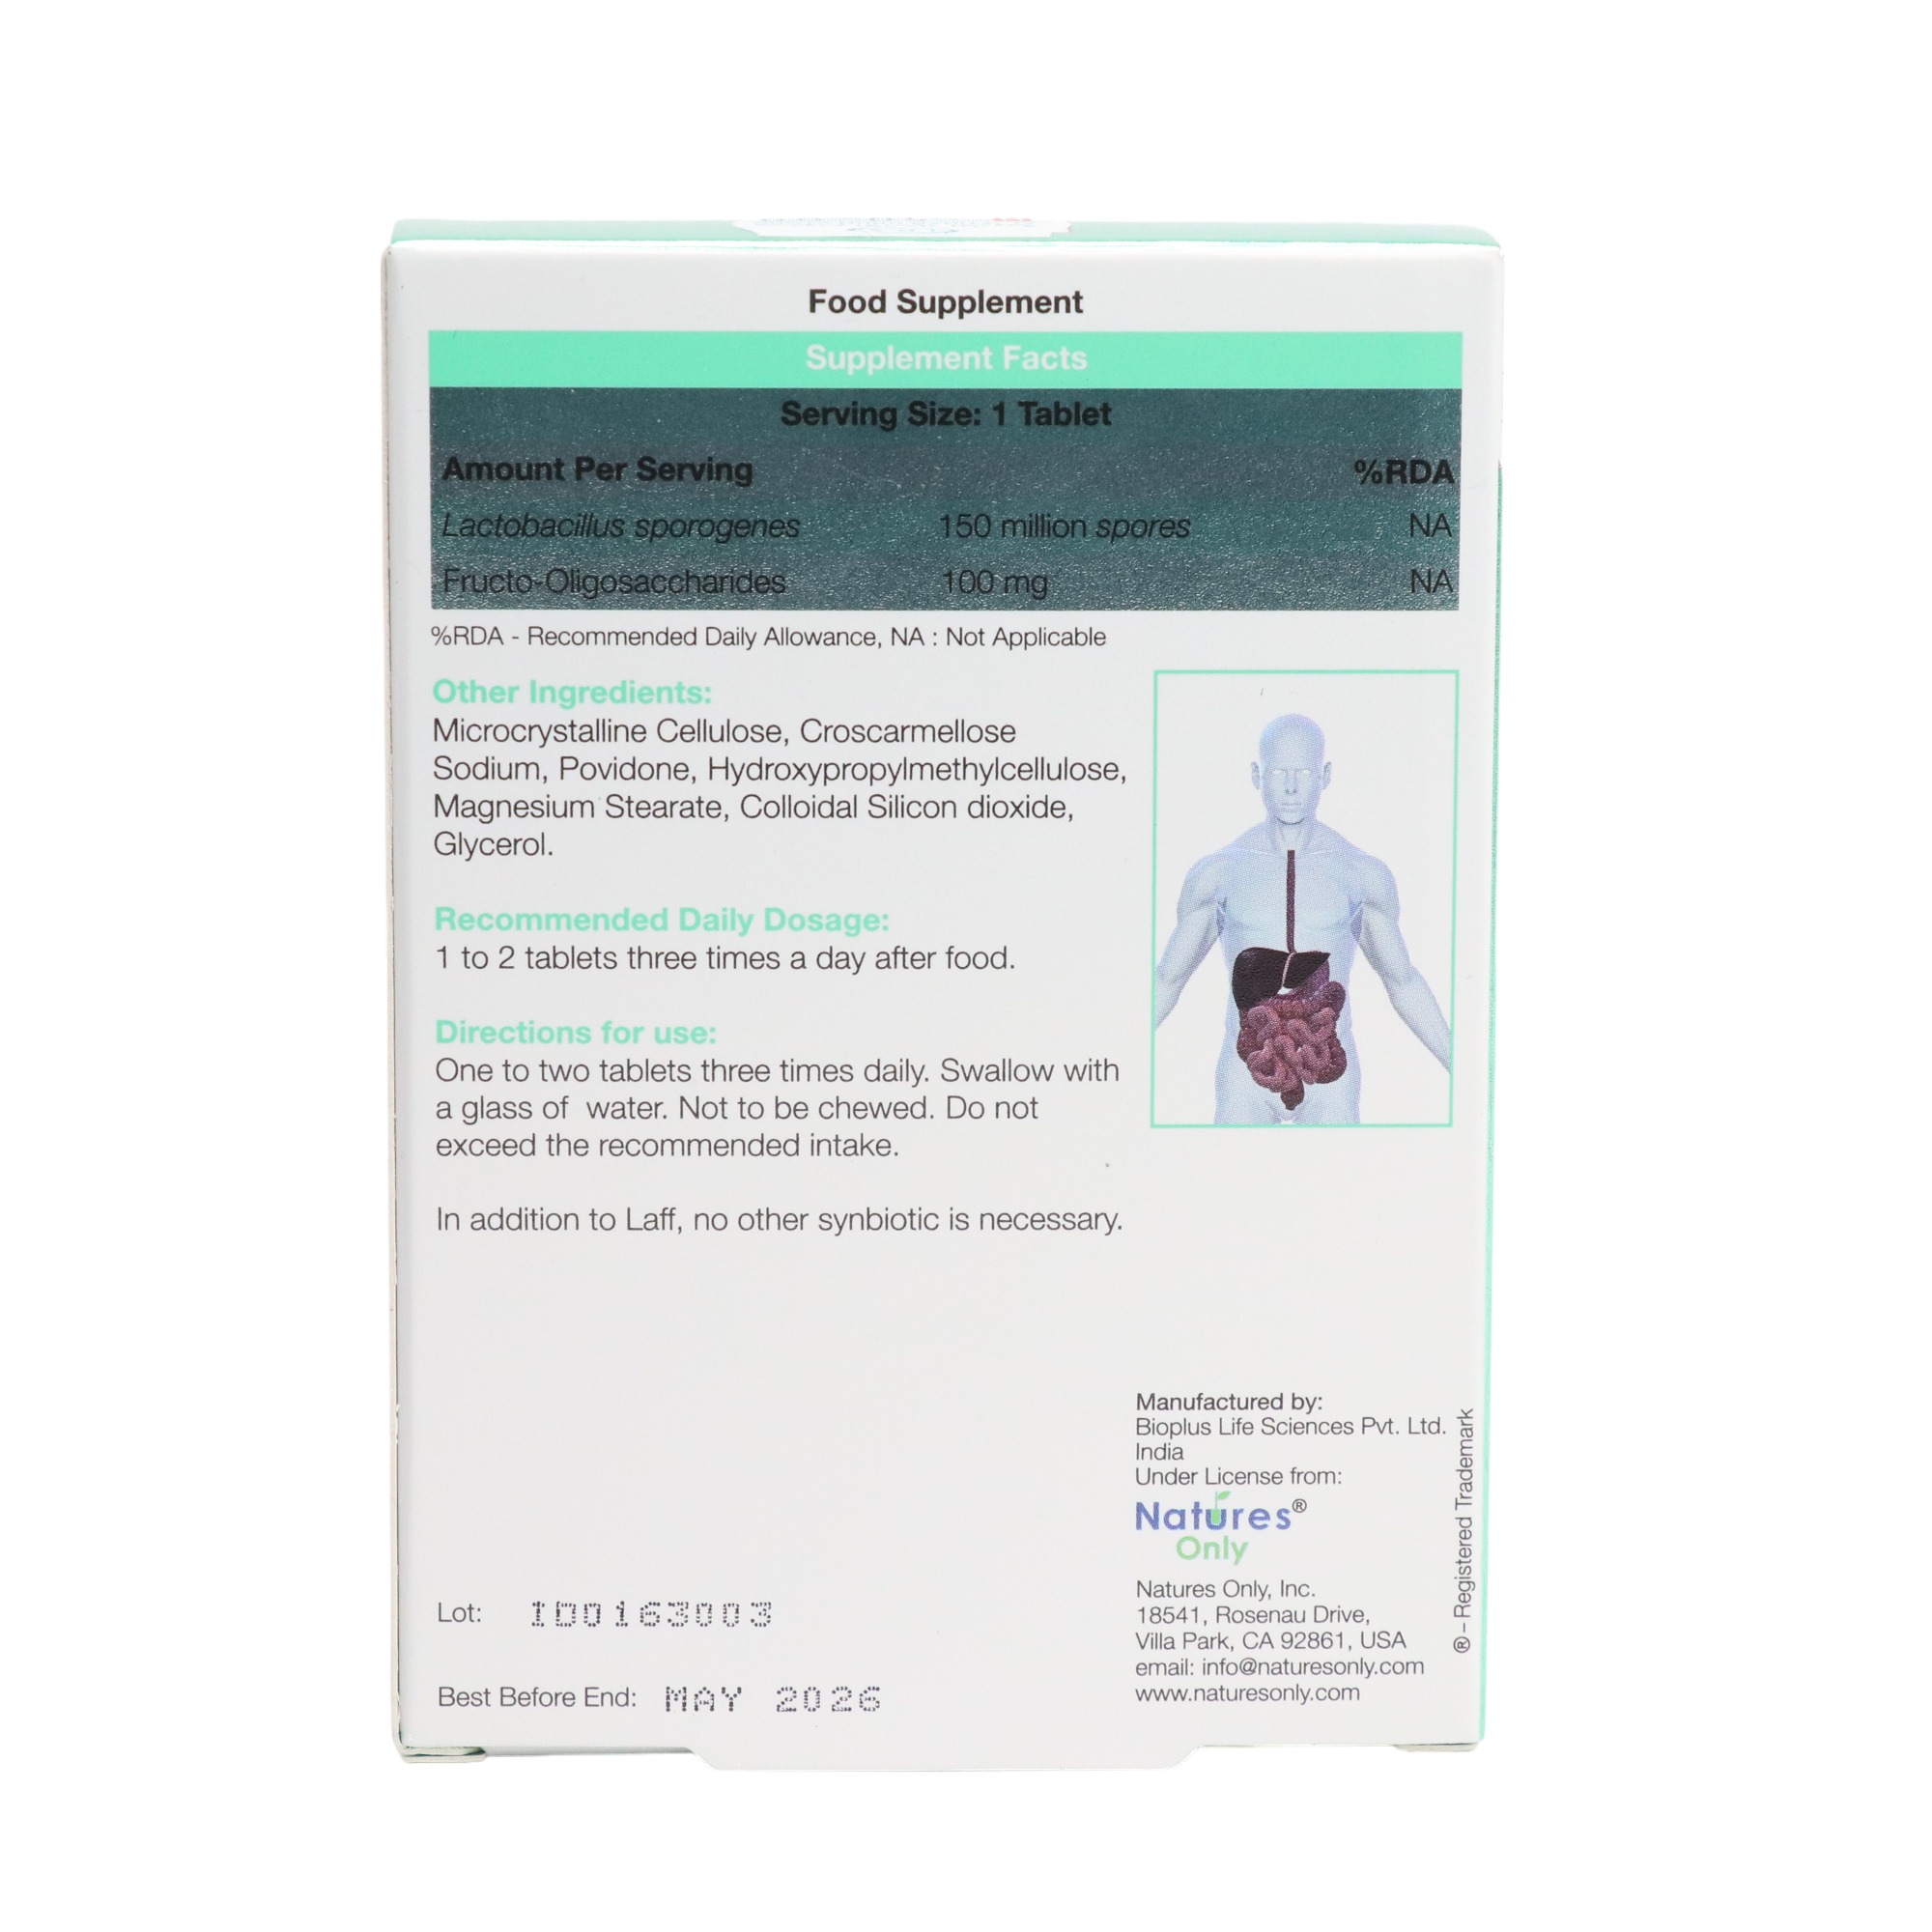 Food Supplement
Supplement Facts
Serving Size: 1 Tablet
Amount Per Serving %RDA
Lactobacillus sporogenes 150 million spores NA
Fructo-Oligosaccharides 100 mg NA
%RDA - Recommended Daily Allowance, NA : Not Applicable
Other Ingredients:
Microcrystalline Cellulose, Croscarmellose
Sodium, Povidone, Hydroxypropylmethylcellulose,
Magnesium Stearate, Colloidal Silicon dioxide,
Glycerol.
Recommended Daily Dosage:
1 to 2 tablets three times a day after food.
Directions for use:
One to two tablets three times daily. Swallow with
a glass of water. Not to be chewed. Do not
exceed the recommended intake.
In addition to Laff, no other synbiotic is necessary.
Manufactured by:
Bioplus Life Sciences Pvt. Ltd.
India
Under License from:
Natures®
Only
Natures Only, Inc.
18541, Rosenau Drive,
Villa Park, CA 92861, USA
email: info@naturesonly.com
www.naturesonly.com
® – Registered Trademark
Lot:
Best Before End: MAY 2026